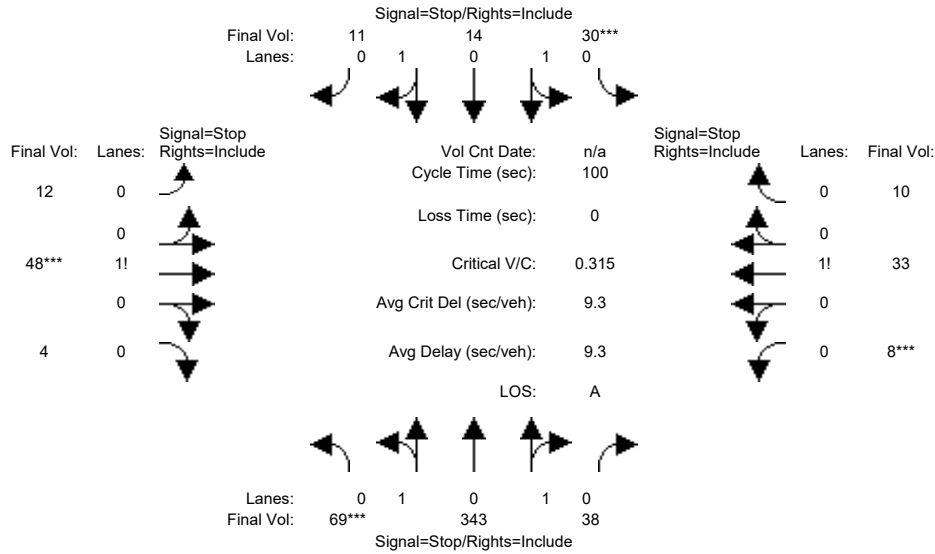 Signal=Stop/Rights=Include
Final Vol: 11 14 30***
Lanes: 0 1 0 1 0
Signal=Stop
Final Vol: Lanes: Rights=Include
Vol Cnt Date: n/a
Signal=Stop
Rights=Include Lanes: Final Vol:
Cycle Time (sec): 100
12 0
0 10
Loss Time (sec): 0
0
0
48*** 1!
Critical V/C: 0.315
1! 33
0
Avg Crit Del (sec/veh): 9.3
0
4 0
Avg Delay (sec/veh): 9.3
0 8***
LOS: A
Lanes: 0 1 0 1 0
Final Vol: 69*** 343 38
Signal=Stop/Rights=Include